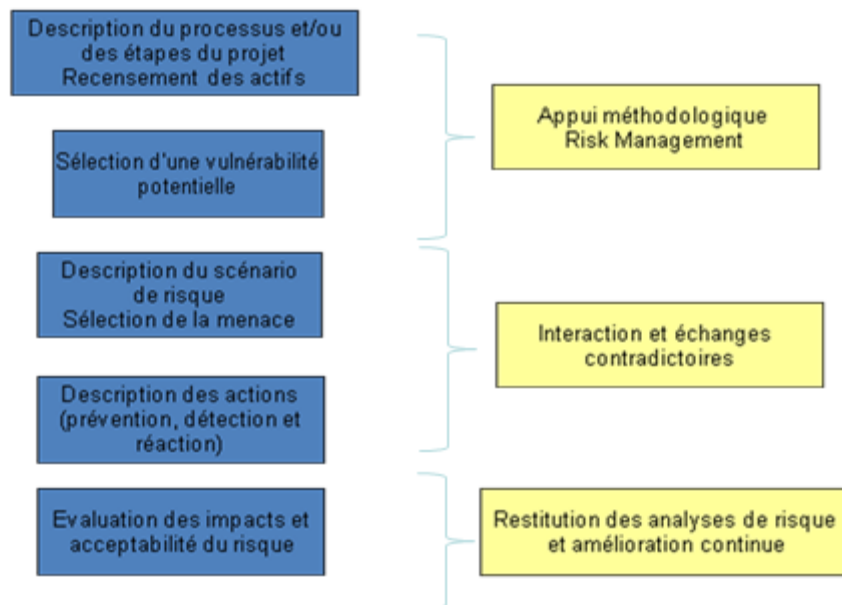 Description du processus et/ou
des étapes du projet
Recensement des actifs
Appui méthodologique
Risk Management
Sélection d'une vulnérabilité
potentielle
Description du scénario
de risque
Sélection de la menace
Interaction et échanges
contradictoires
Description des actions
(prévention, détection et
réaction)
Evaluation des impacts et
acceptabilité du risque
Restitution des analyses de risque
et amélioration continue